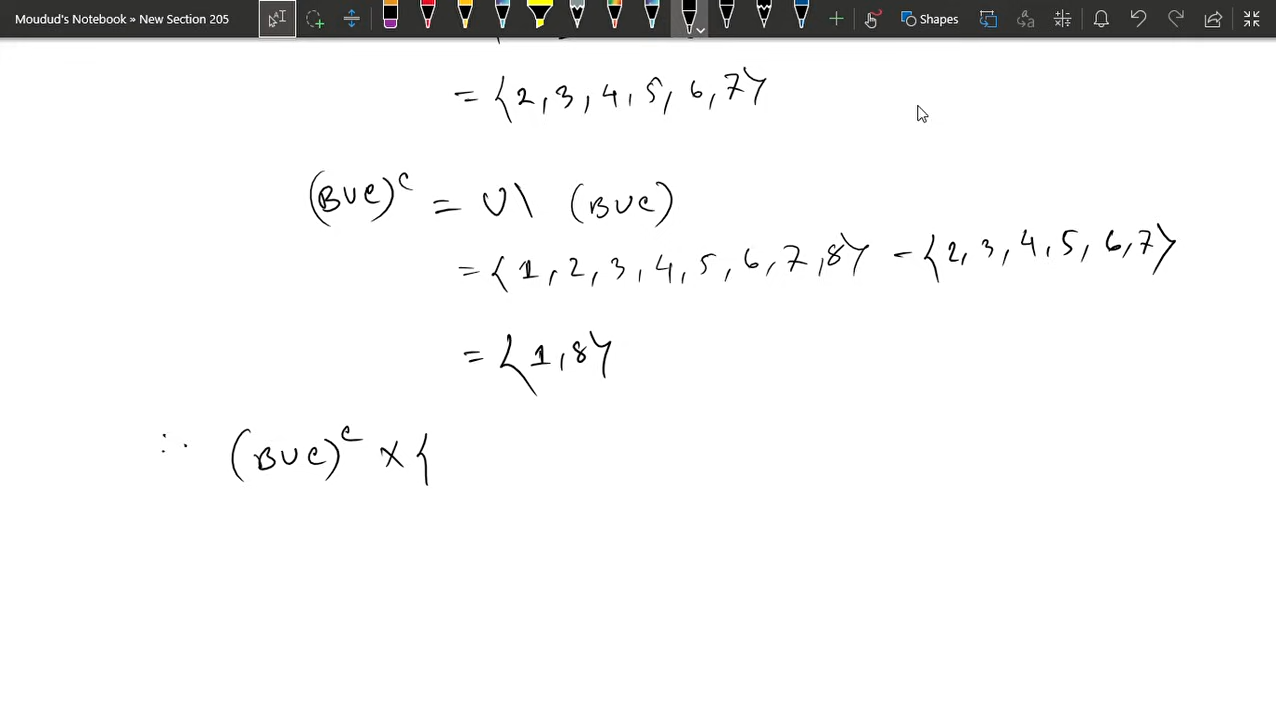 Moudud's Notebook » New Section 205
Shapes
= {2, 3, 4, 5, 6, 7}
(B∪C)ᶜ = U \ (B∪C)
= {1, 2, 3, 4, 5, 6, 7, 8} - {2, 3, 4, 5, 6, 7}
= {1, 8}
∴ (B∪C)ᶜ × {